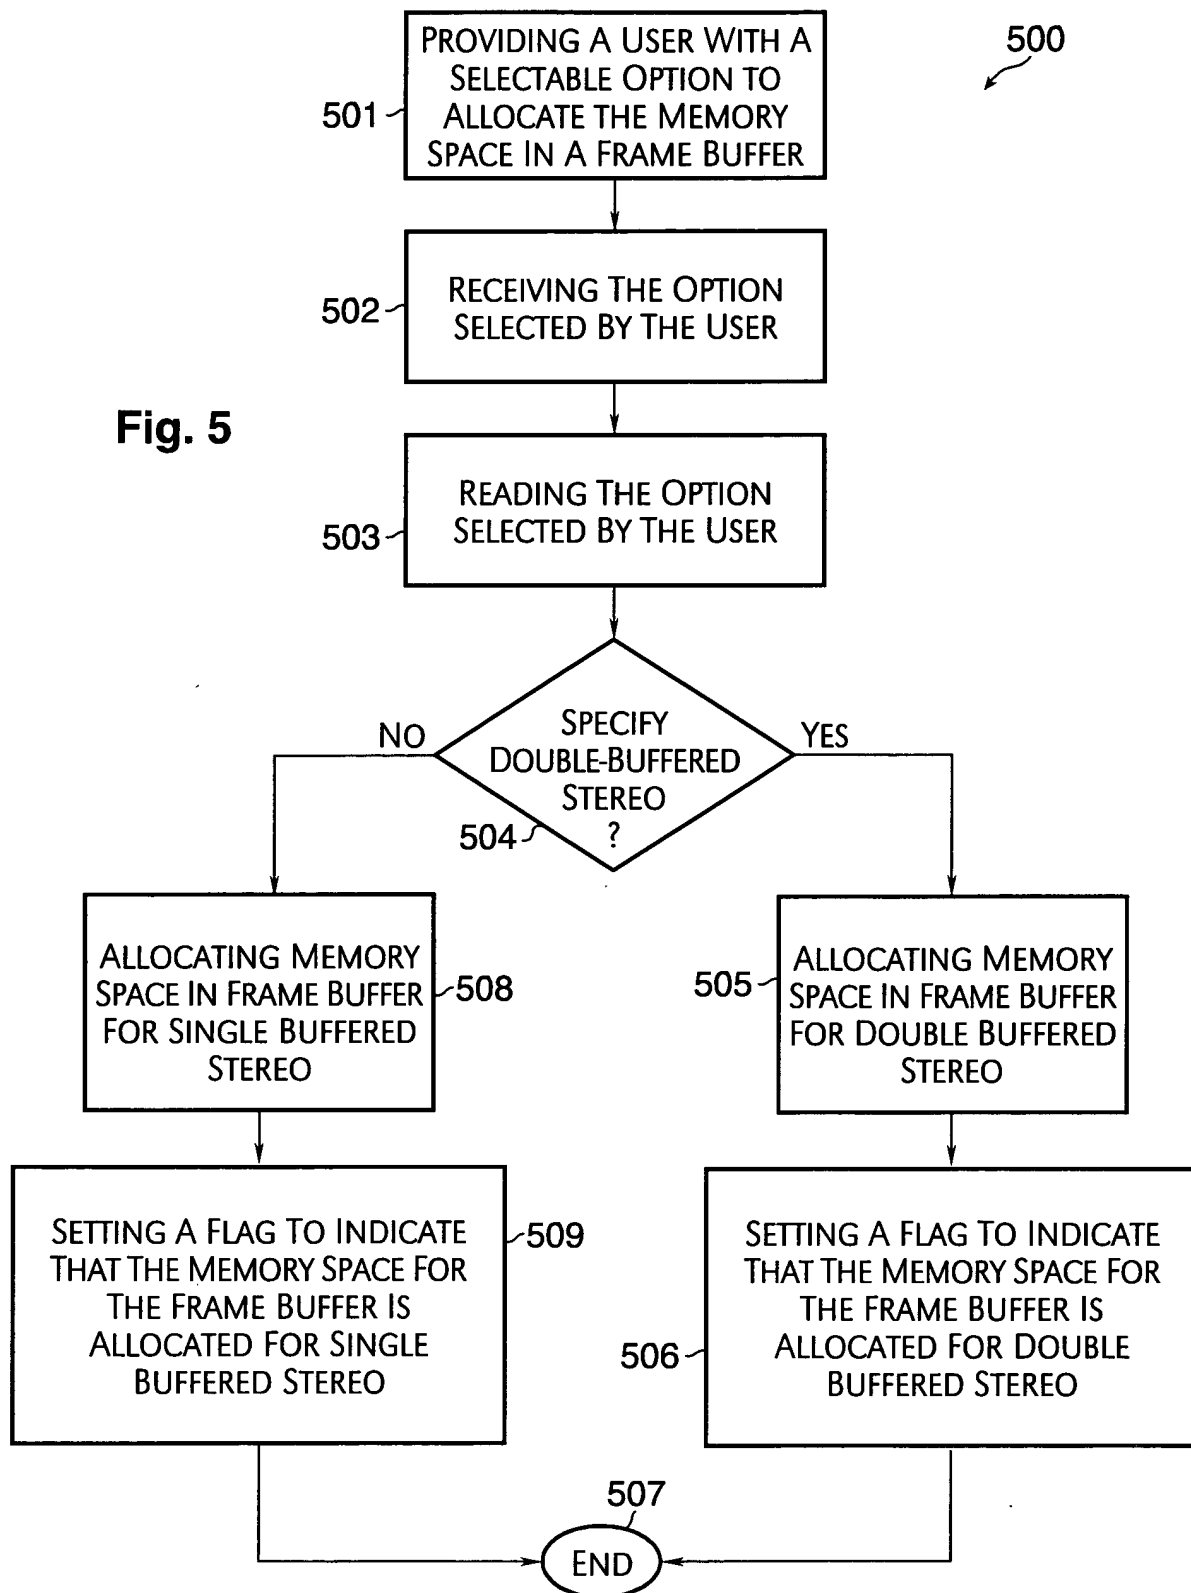 PROVIDING A USER WITH A
SELECTABLE OPTION TO
ALLOCATE THE MEMORY
SPACE IN A FRAME BUFFER
500
501
RECEIVING THE OPTION
SELECTED BY THE USER
502
Fig. 5
READING THE OPTION
SELECTED BY THE USER
503
NO
SPECIFY
DOUBLE-BUFFERED
STEREO
?
YES
504
ALLOCATING MEMORY
SPACE IN FRAME BUFFER
FOR SINGLE BUFFERED
STEREO
508
505
ALLOCATING MEMORY
SPACE IN FRAME BUFFER
FOR DOUBLE BUFFERED
STEREO
SETTING A FLAG TO INDICATE
THAT THE MEMORY SPACE FOR
THE FRAME BUFFER IS
ALLOCATED FOR SINGLE
BUFFERED STEREO
509
506
SETTING A FLAG TO INDICATE
THAT THE MEMORY SPACE FOR
THE FRAME BUFFER IS
ALLOCATED FOR DOUBLE
BUFFERED STEREO
507
END